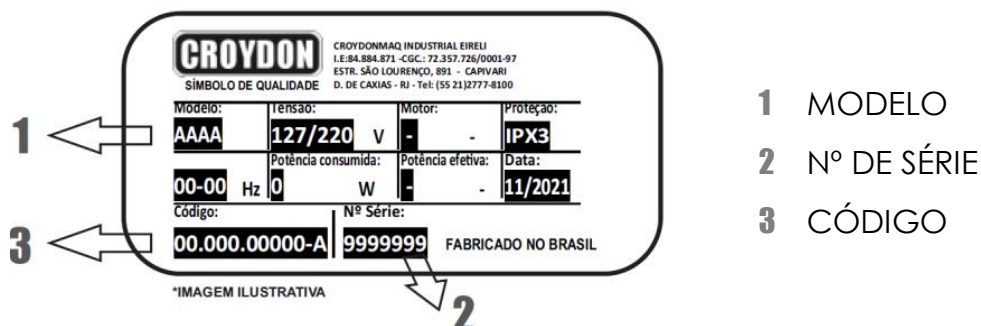 CROYDON
SÍMBOLO DE QUALIDADE
CROYDONMAQ INDUSTRIAL EIRELI
I.E:84.884.871 -CGC.: 72.357.726/0001-97
ESTR. SÃO LOURENÇO, 891 - CAPIVARI
D. DE CAXIAS - RJ - Tel: (55 21)2777-8100
Modelo: Tensão: Motor: Proteção:
1 AAAA 127/220 V - - IPX3
Potência consumida: Potência efetiva: Data:
00-00 Hz 0 W - - 11/2021
Código: Nº Série:
3 00.000.00000-A 9999999 FABRICADO NO BRASIL
*IMAGEM ILUSTRATIVA
2
1 MODELO
2 Nº DE SÉRIE
3 CÓDIGO